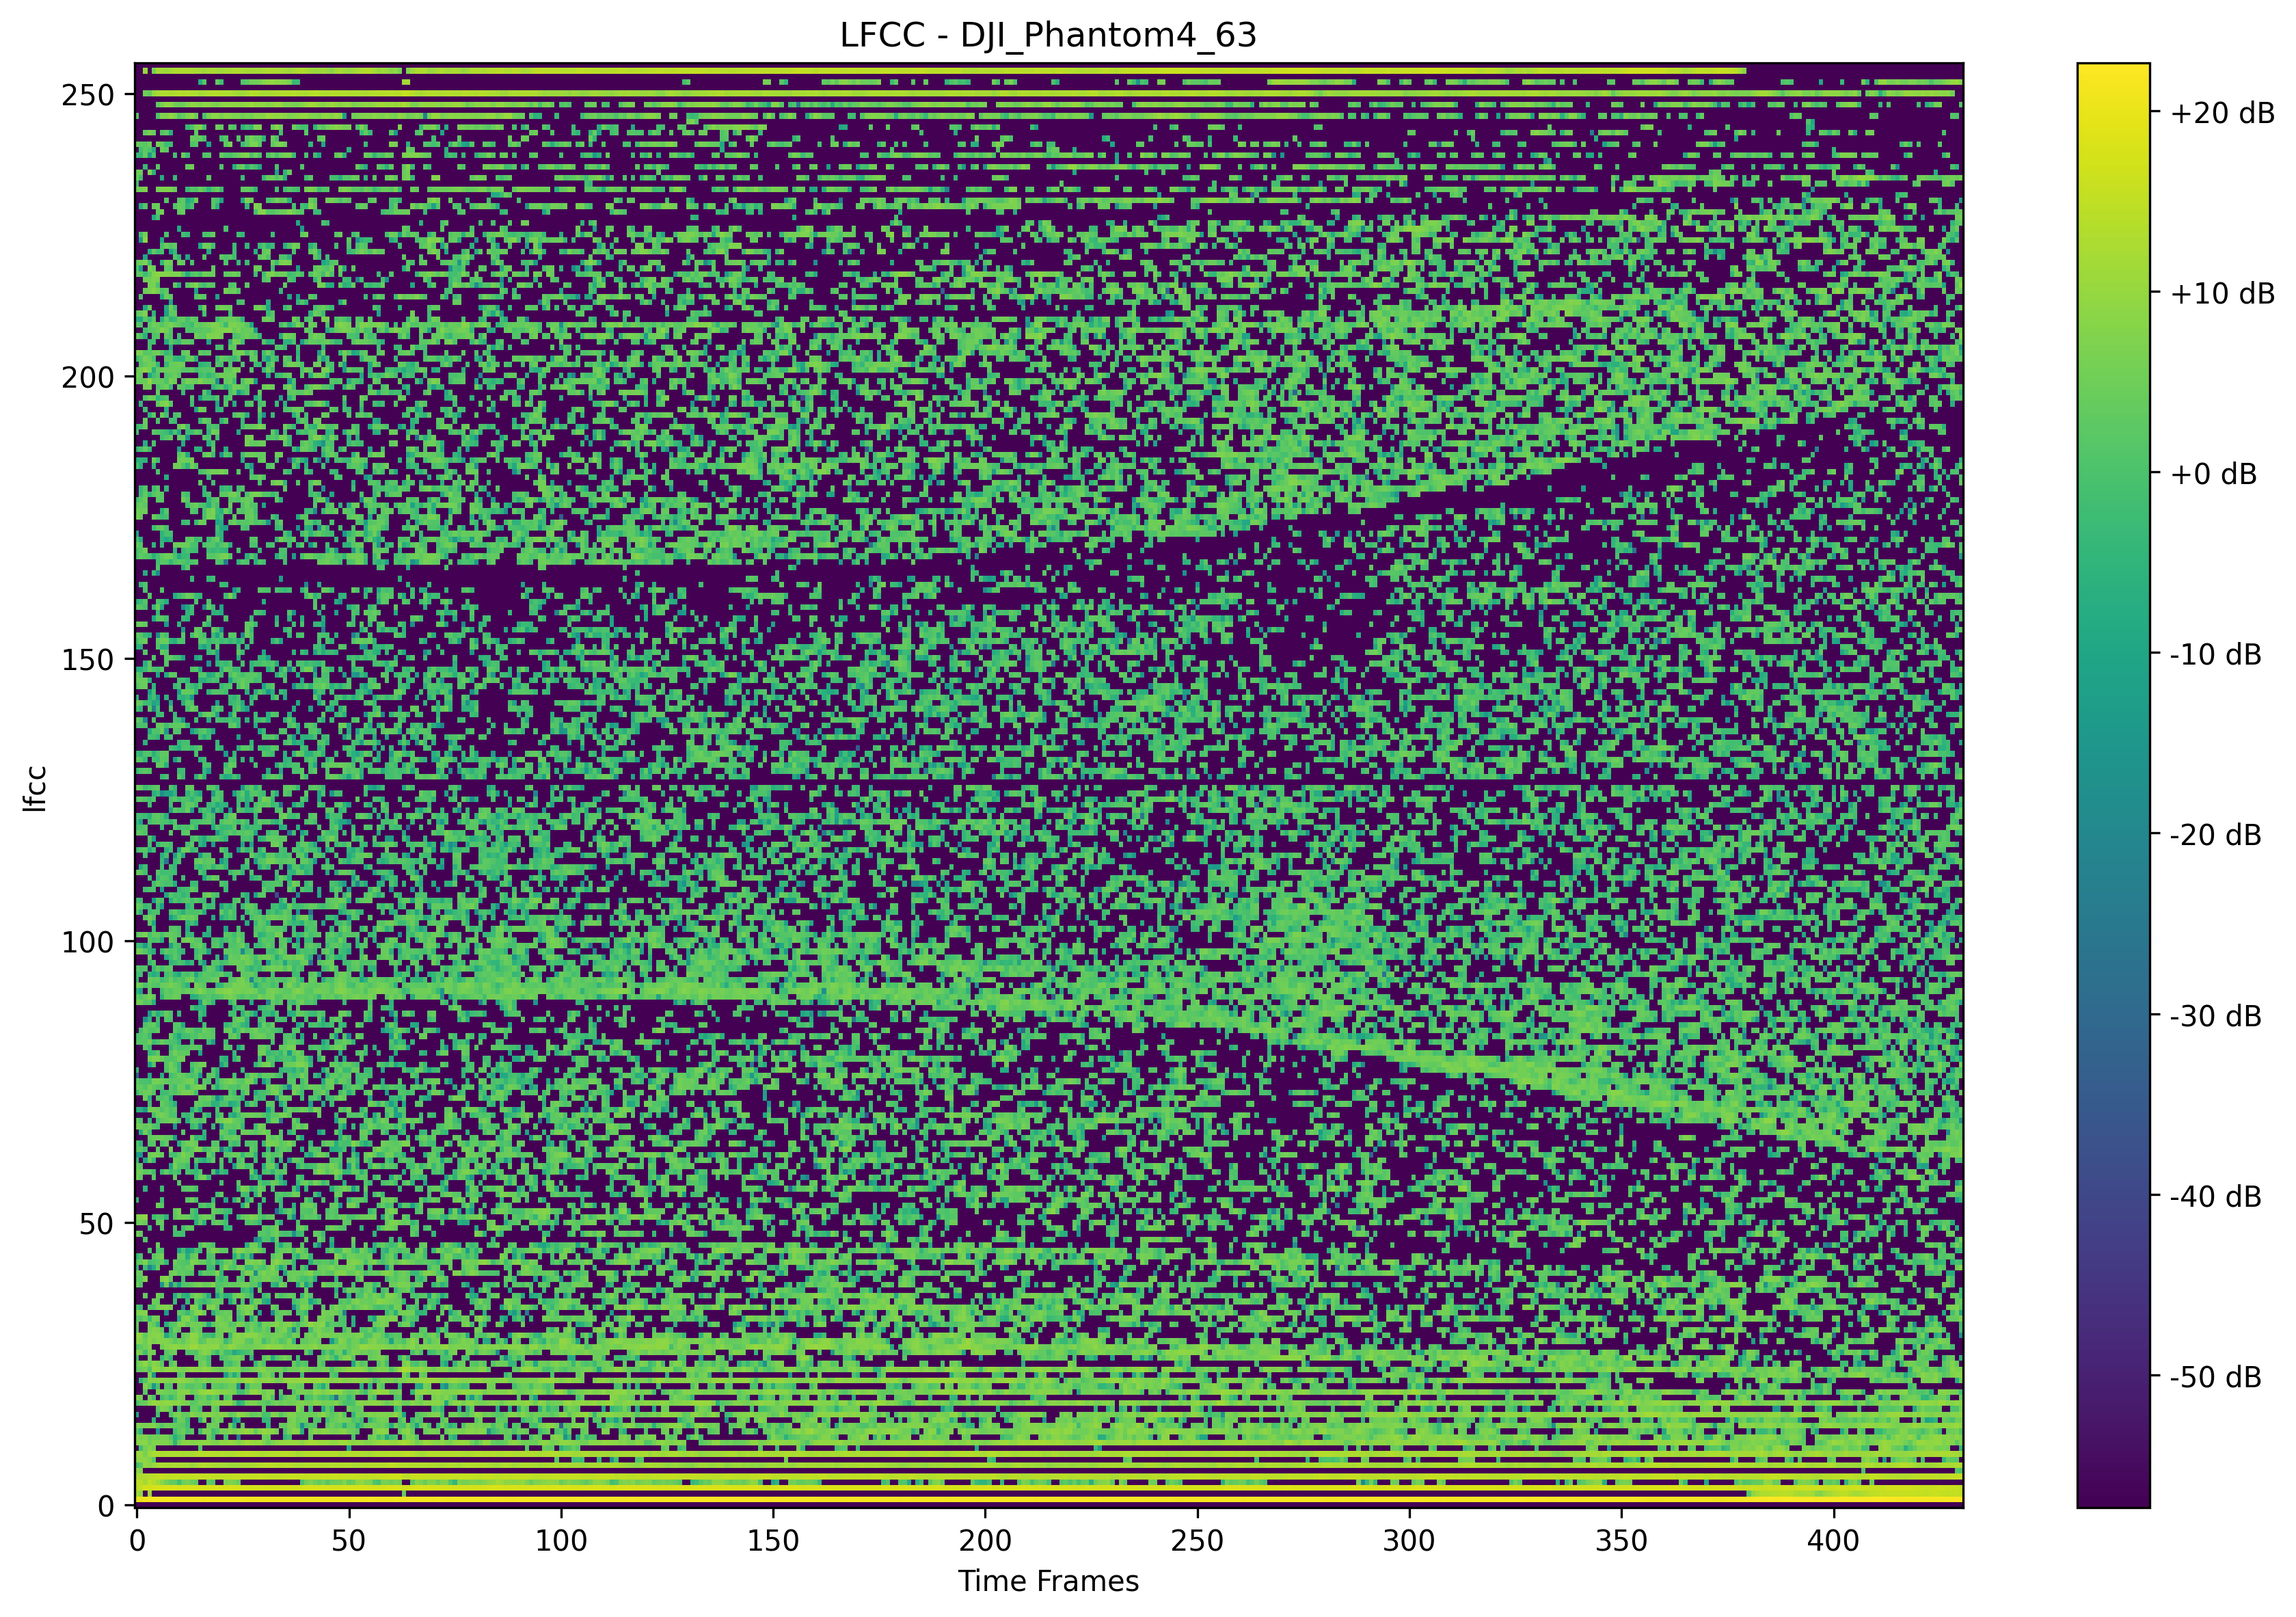 LFCC - DJI_Phantom4_63
250
200
150
100
50
0
lfcc
0 50 100 150 200 250 300 350 400
Time Frames
+20 dB
+10 dB
+0 dB
-10 dB
-20 dB
-30 dB
-40 dB
-50 dB